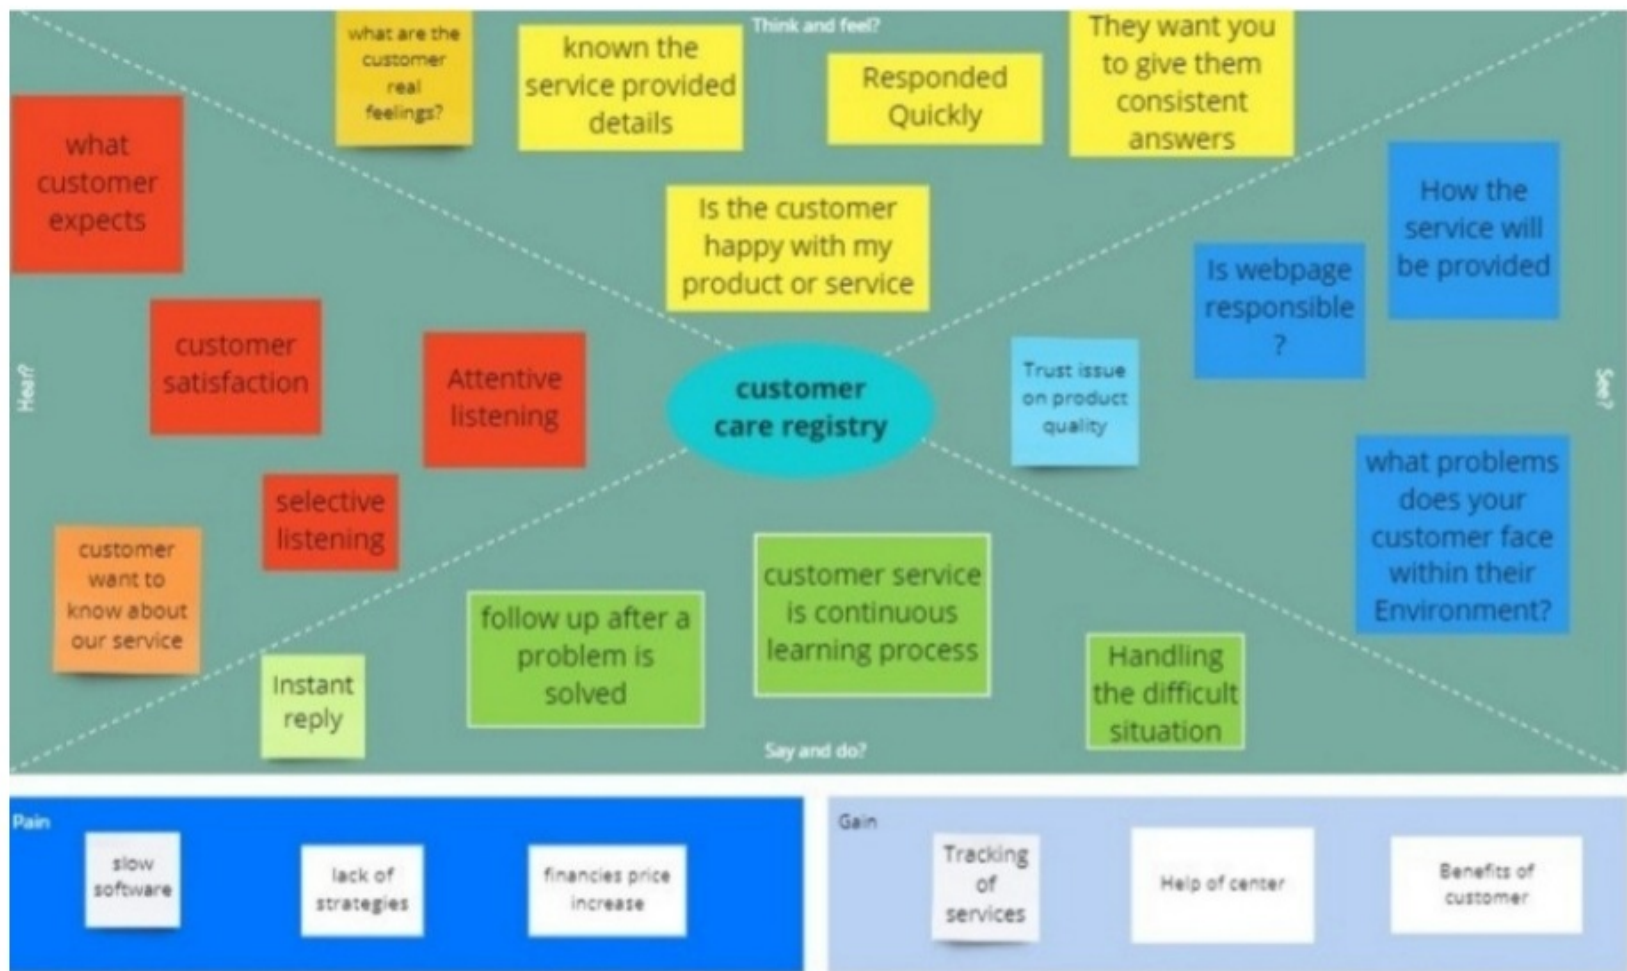 Think and feel?
what are the
customer
real
feelings?
known the
service provided
details
Responded
Quickly
They want you
to give them
consistent
answers
Is the customer
happy with my
product or service
Hear?
what
customer
expects
customer
satisfaction
Attentive
listening
selective
listening
customer
want to
know about
our service
customer
care registry
See?
How the
service will
be provided
Is webpage
responsible
?
Trust issue
on product
quality
what problems
does your
customer face
within their
Environment?
Instant
reply
follow up after a
problem is
solved
customer service
is continuous
learning process
Handling
the difficult
situation
Say and do?
Pain
slow
software
lack of
strategies
financies price
increase
Gain
Tracking
of
services
Help of center
Benefits of
customer